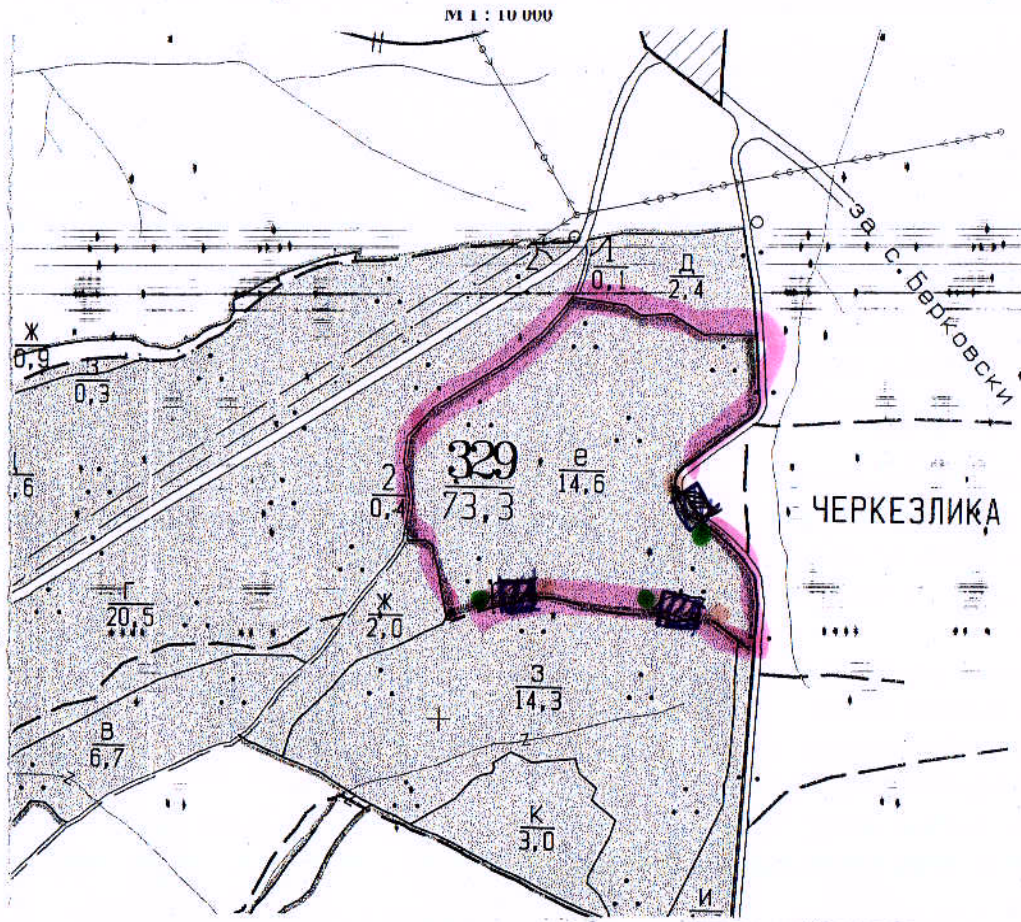 М 1 : 10 000
за с. Берковски
1
0,1
Д
2,4
Ж
0,9
З
0,3
,6
329
73,3
е
14,6
2
0,4
ЧЕРКЕЗЛИКА
Г
20,5
Ж
2,0
З
14,3
В
6,7
К
3,0
И